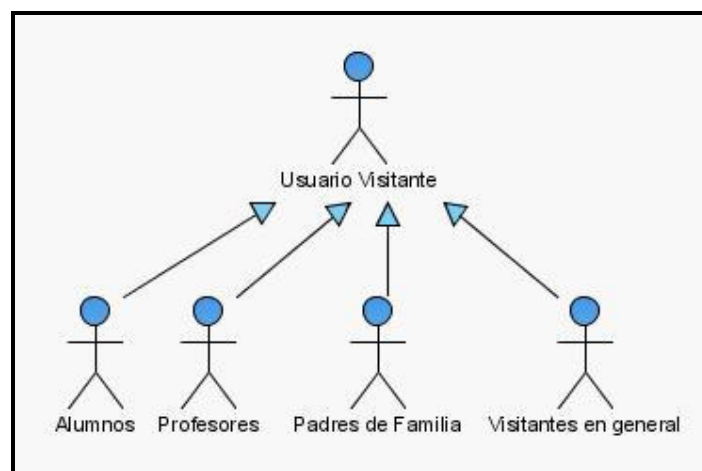 Usuario Visitante
Alumnos
Profesores
Padres de Familia
Visitantes en general